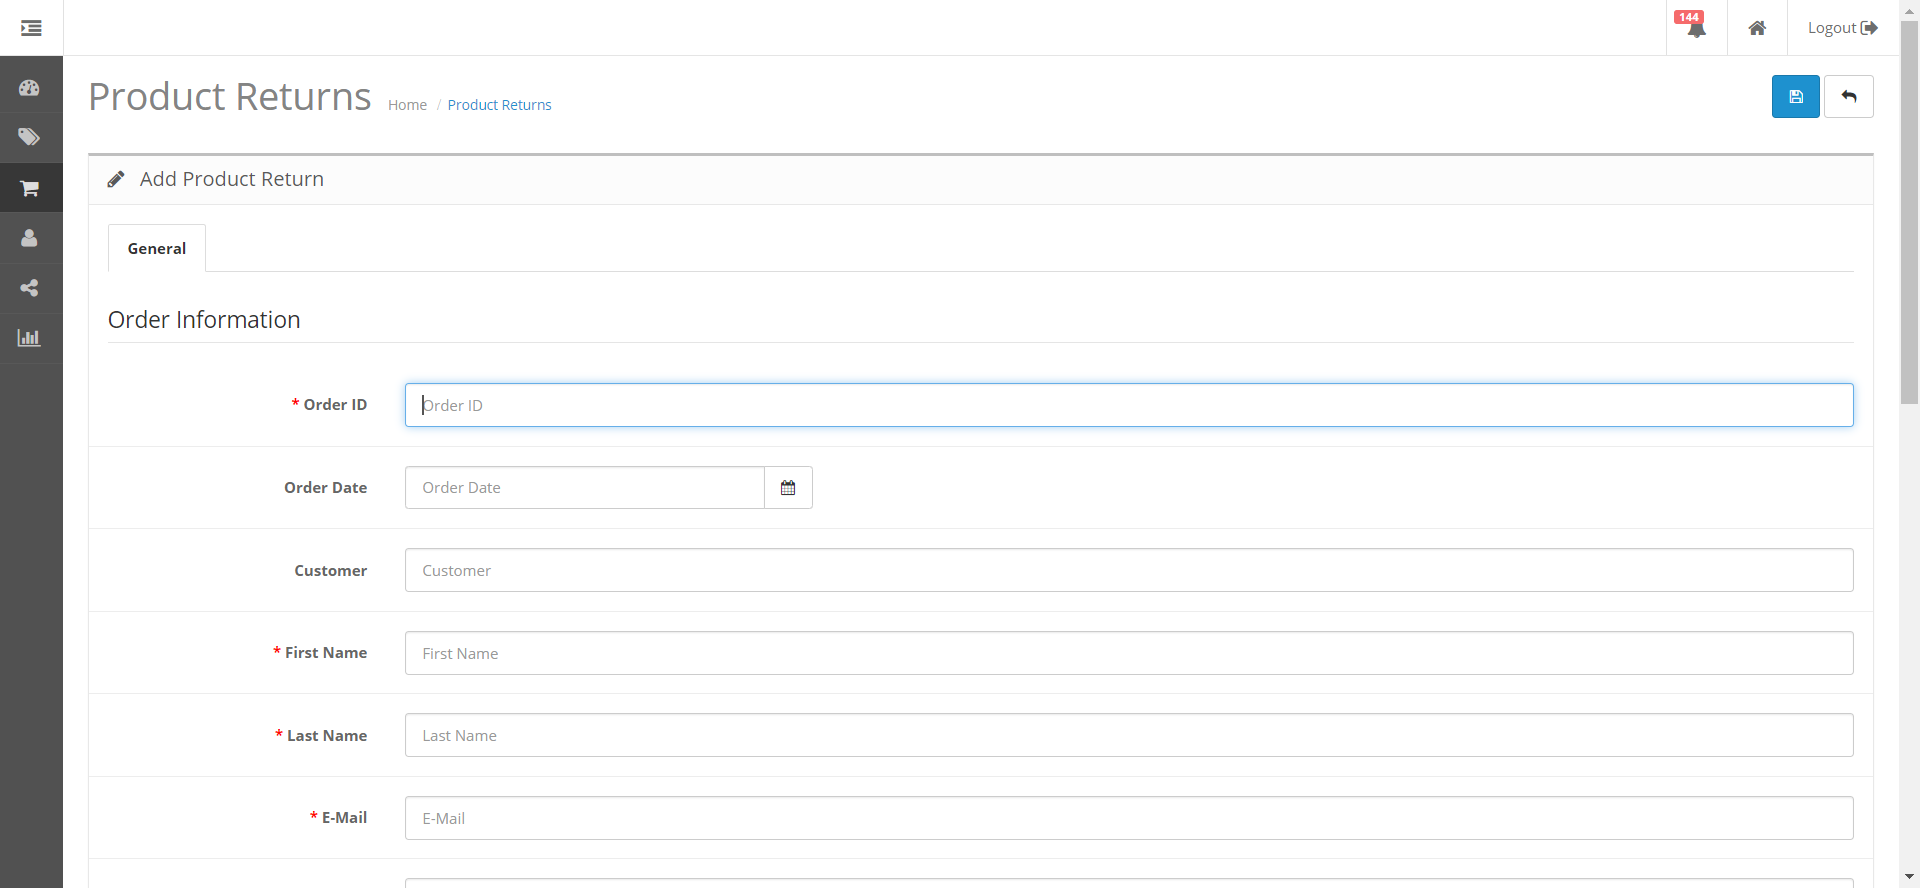 144
Logout
Product Returns
Home / Product Returns
Add Product Return
General
Order Information
* Order ID
Order ID
Order Date
Order Date
Customer
Customer
* First Name
First Name
* Last Name
Last Name
* E-Mail
E-Mail